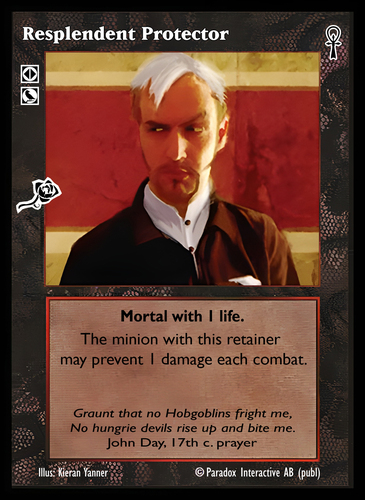 Resplendent Protector
Mortal with 1 life.
The minion with this retainer
may prevent 1 damage each combat.
Graunt that no Hobgoblins fright me,
No hungrie devils rise up and bite me.
John Day, 17th c. prayer
Illus: Kieran Yanner © Paradox Interactive AB (publ)